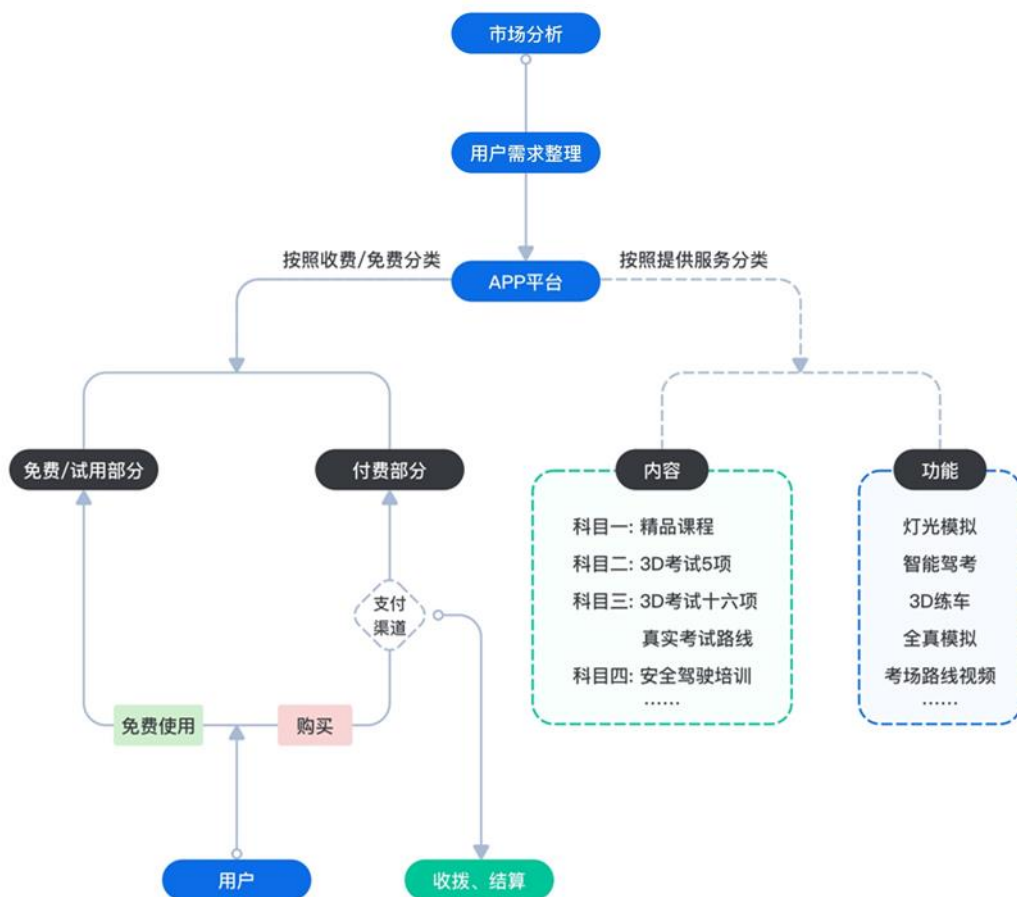 市场分析
用户需求整理
按照收费/免费分类
APP平台
按照提供服务分类
免费/试用部分
付费部分
内容
功能
科目一: 精品课程
科目二: 3D考试5项
科目三: 3D考试十六项
真实考试路线
科目四: 安全驾驶培训
......
灯光模拟
智能驾考
3D练车
全真模拟
考场路线视频
......
支付
渠道
免费使用
购买
用户
收拨、结算